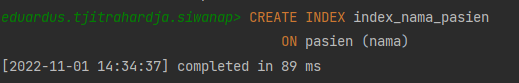 eduardus.tjitrahardja.siwanap> CREATE INDEX index_nama_pasien
ON pasien (nama)
[2022-11-01 14:34:37] completed in 89 ms